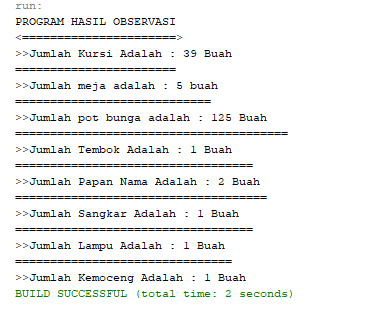 run:
PROGRAM HASIL OBSERVASI
<======================>
>>Jumlah Kursi Adalah : 39 Buah
=======================
>>Jumlah meja adalah : 5 buah
============================
>>Jumlah pot bunga adalah : 125 Buah
=======================================
>>Jumlah Tembok Adalah : 1 Buah
==================================
>>Jumlah Papan Nama Adalah : 2 Buah
====================================
>>Jumlah Sangkar Adalah : 1 Buah
==================================
>>Jumlah Lampu Adalah : 1 Buah
===============================
>>Jumlah Kemoceng Adalah : 1 Buah
BUILD SUCCESSFUL (total time: 2 seconds)